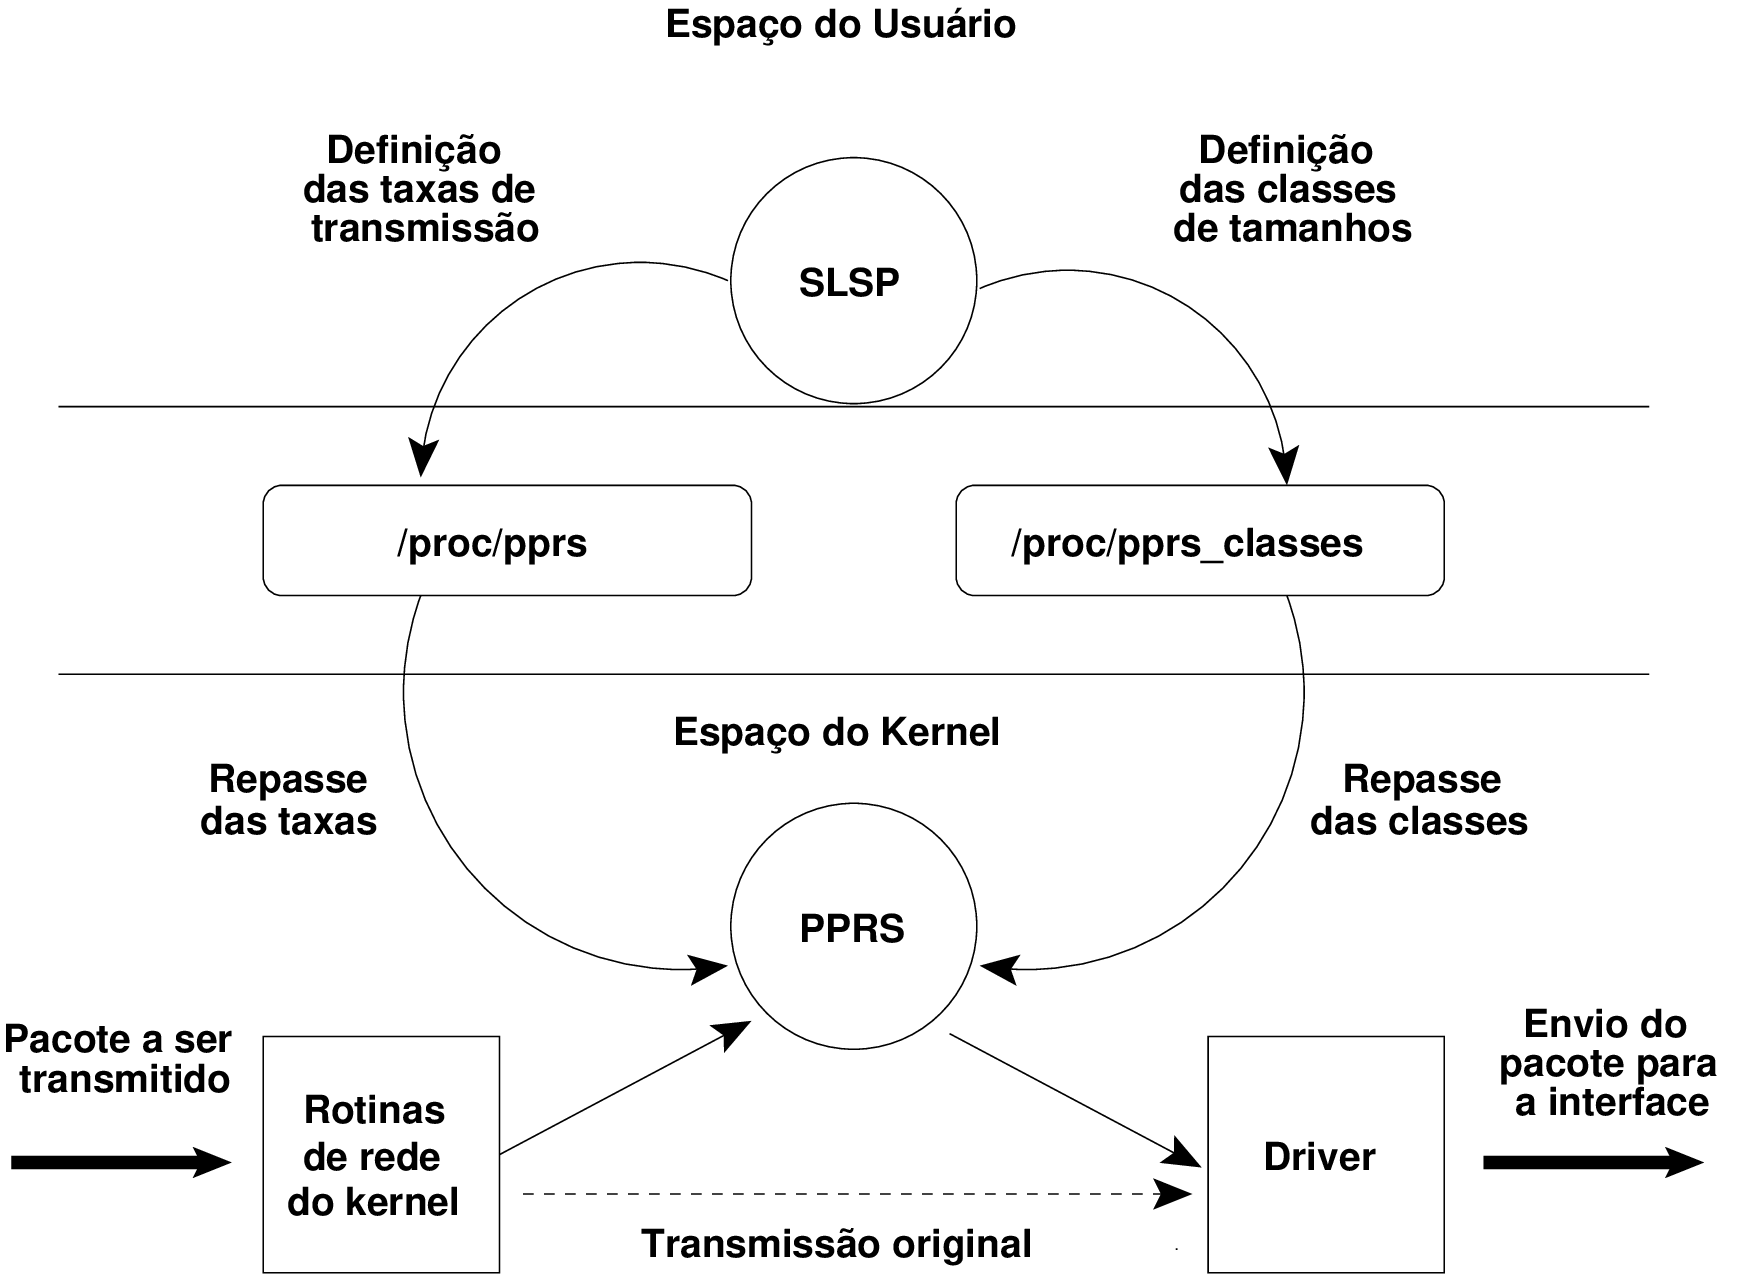 Espaço do Usuário
Definição
das taxas de
transmissão
Definição
das classes
de tamanhos
SLSP
/proc/pprs
/proc/pprs_classes
Espaço do Kernel
Repasse
das taxas
Repasse
das classes
PPRS
Pacote a ser
transmitido
Rotinas
de rede
do kernel
Driver
Envio do
pacote para
a interface
Transmissão original